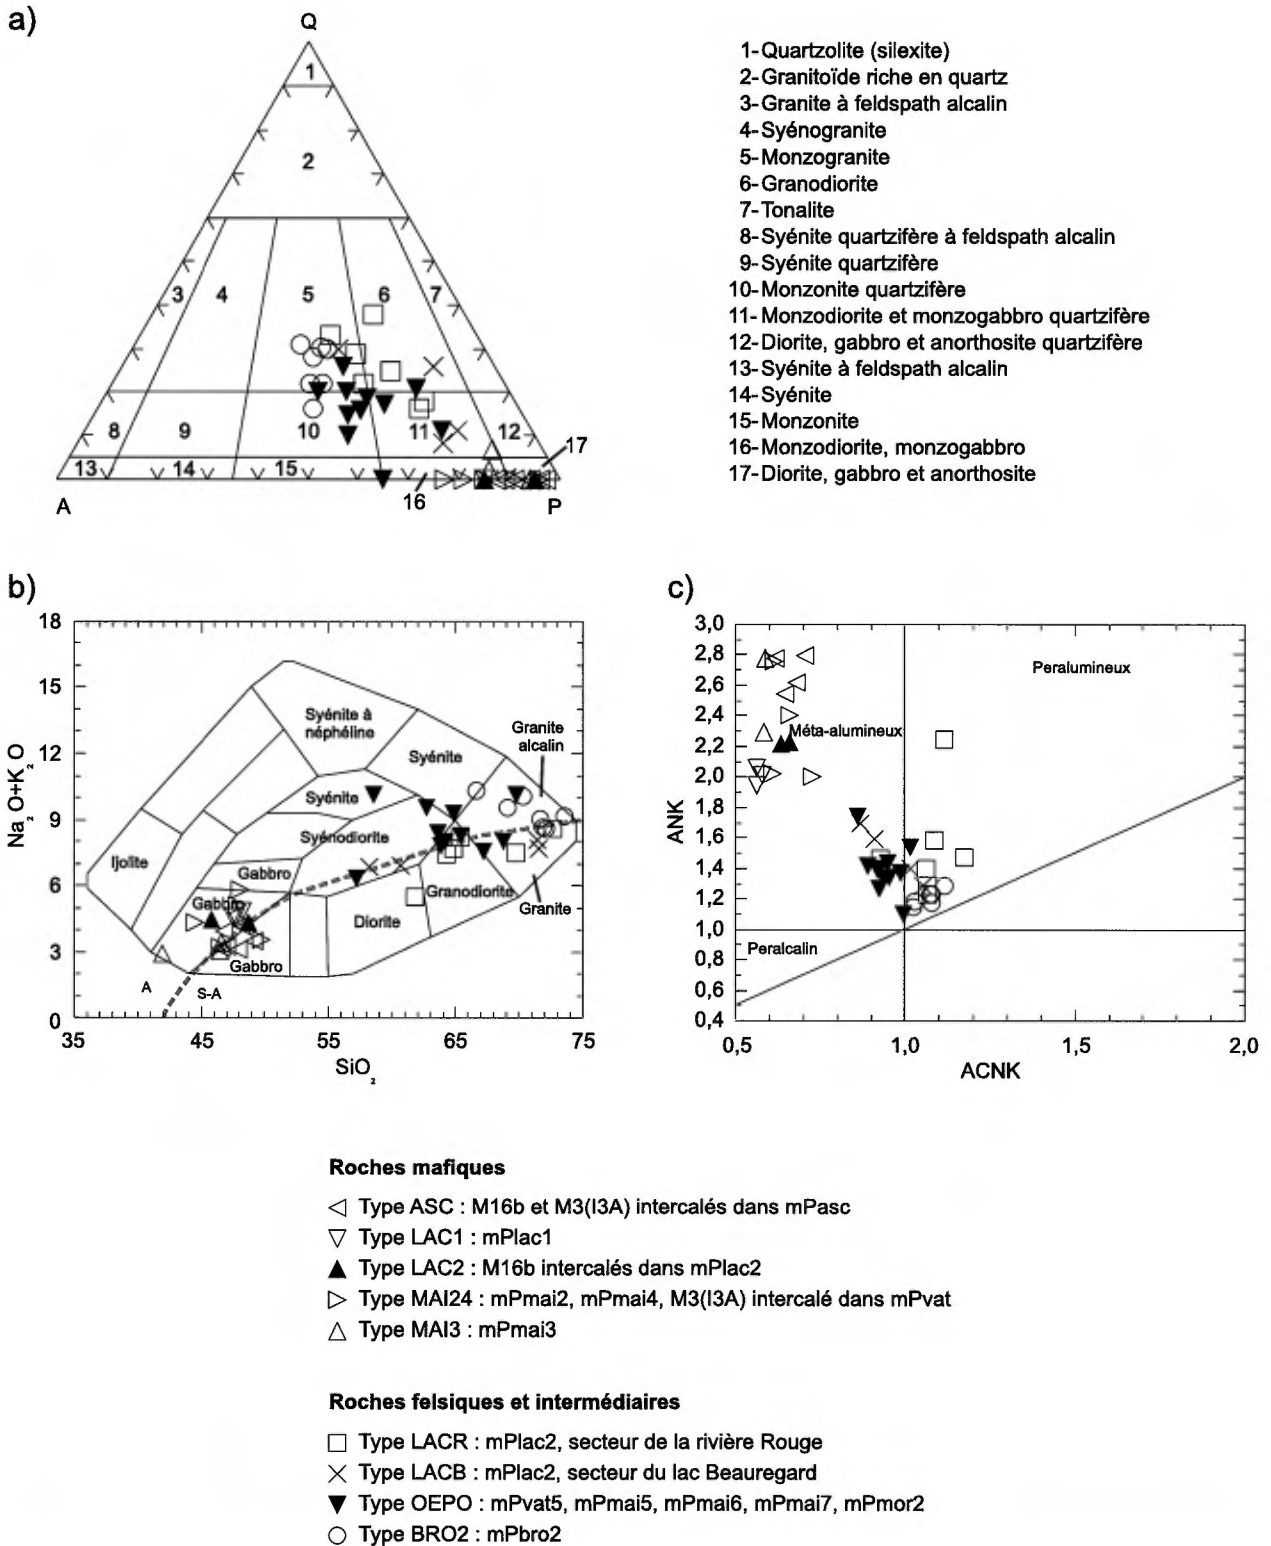 a)
Q
1
2
3
4
5
6
7
8
9
10
11
12
17
13
14
15
16
A
P
1-Quartzolite (silexite)
2-Granitoïde riche en quartz
3-Granite à feldspath alcalin
4-Syénogranite
5-Monzogranite
6-Granodiorite
7-Tonalite
8-Syénite quartzifère à feldspath alcalin
9-Syénite quartzifère
10-Monzonite quartzifère
11-Monzodiorite et monzogabbro quartzifère
12-Diorite, gabbro et anorthosite quartzifère
13-Syénite à feldspath alcalin
14-Syénite
15-Monzonite
16-Monzodiorite, monzogabbro
17-Diorite, gabbro et anorthosite
b)
18
15
12
9
6
3
0
Na₂O+K₂O
35
45
55
65
75
SiO₂
Syénite à
néphéline
Granite
alcalin
Syénite
Syénite
Syénodiorite
Ijolite
Gabbro
Gabbro
Granodiorite
Granite
Diorite
Gabbro
A
S-A
c)
3,0
2,8
2,6
2,4
2,2
2,0
1,8
1,6
1,4
1,2
1,0
0,8
0,6
0,4
ANK
0,5
1,0
1,5
2,0
ACNK
Peralumineux
Méta-alumineux
Peralcalin
Roches mafiques
Type ASC : M16b et M3(I3A) intercalés dans mPasc
Type LAC1 : mPlac1
Type LAC2 : M16b intercalés dans mPlac2
Type MAI24 : mPmai2, mPmai4, M3(I3A) intercalé dans mPvat
Type MAI3 : mPmai3
Roches felsiques et intermédiaires
Type LACR : mPlac2, secteur de la rivière Rouge
Type LACB : mPlac2, secteur du lac Beauregard
Type OEPO : mPvat5, mPmai5, mPmai6, mPmai7, mPmor2
Type BRO2 : mPbro2